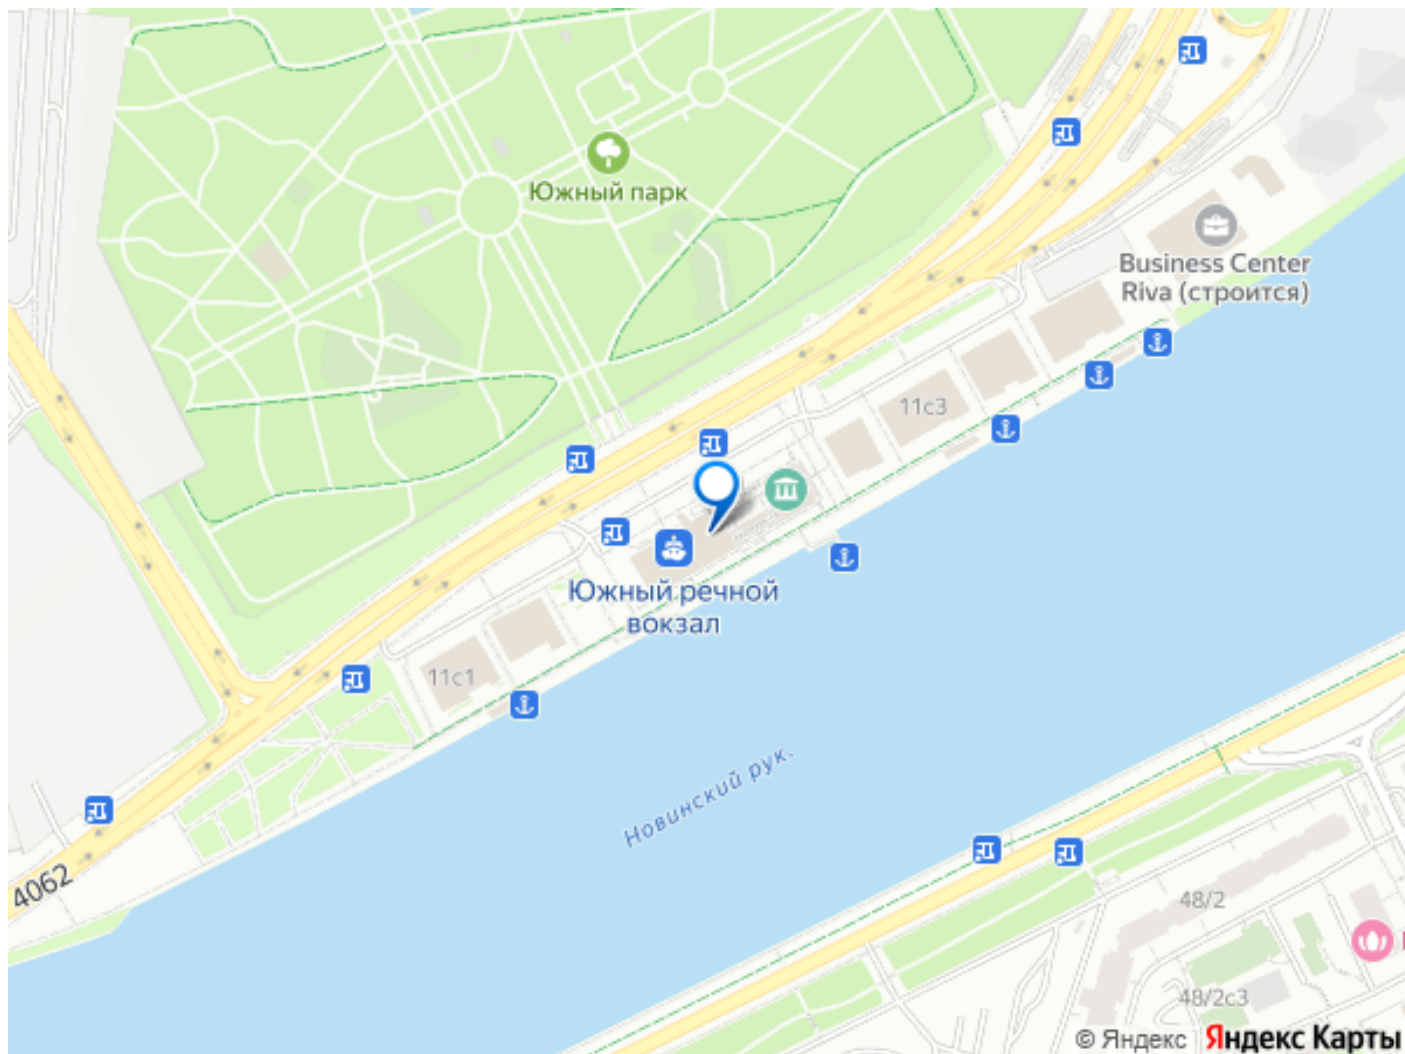 Южный парк
Business Center
Riva (строится)
11с3
Южный речной
вокзал
11с1
Новинский рук.
4062
48/2
48/2с3
© Яндекс
Яндекс Карты